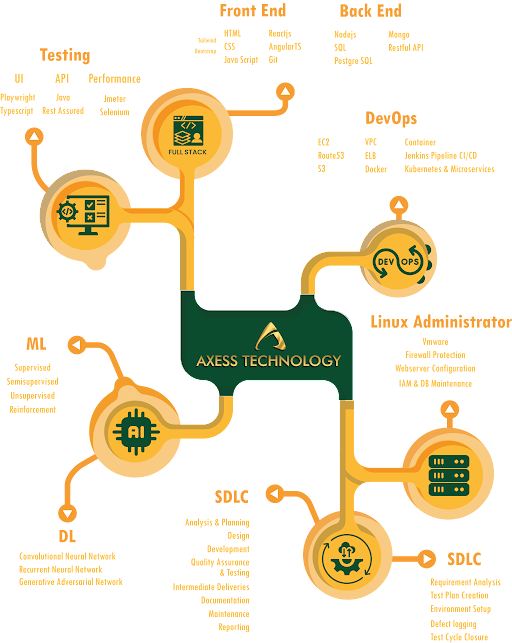 Front End
Tailwind
Bootstrap
HTML
CSS
Java Script
Reactjs
AngularTS
Git
Back End
Nodejs
SQL
Postgre SQL
Mongo
Restful API
Testing
UI
Playwright
Typescript
API
Java
Rest Assured
Performance
Jmeter
Selenium
FULL STACK
DevOps
EC2
Route53
S3
VPC
ELB
Docker
Container
Jenkins Pipeline CI/CD
Kubernetes & Microservices
DEV OPS
AXESS TECHNOLOGY
Linux Administrator
Vmware
Firewall Protection
Webserver Configuration
IAM & DB Maintenance
ML
Supervised
Semisupervised
Unsupervised
Reinforcement
AI
DL
Convolutional Neural Network
Recurrent Neural Network
Generative Adversarial Network
SDLC
Analysis & Planning
Design
Development
Quality Assurance
& Testing
Intermediate Deliveries
Documentation
Maintenance
Reporting
SDLC
Requirement Analysis
Test Plan Creation
Environment Setup
Defect logging
Test Cycle Closure